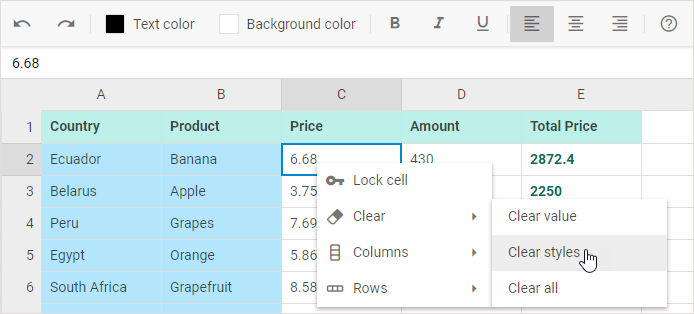 Text color Background color B I U
6.68
A B C D E
1 Country Product Price Amount Total Price
2 Ecuador Banana 6.68 430 2872.4
3 Belarus Apple 3.75 2250
4 Peru Grapes 7.69
5 Egypt Orange 5.86
6 South Africa Grapefruit 8.58
Lock cell
Clear
Columns
Rows
Clear value
Clear styles
Clear all